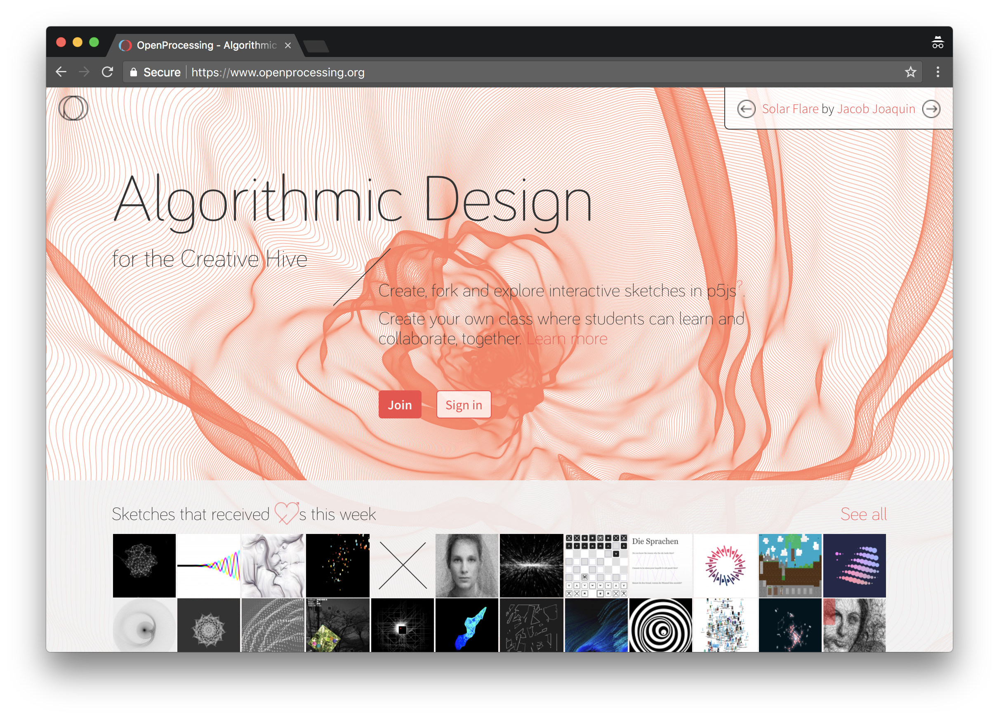 OpenProcessing - Algorithmic
Secure https://www.openprocessing.org
Solar Flare by Jacob Joaquin
Algorithmic Design
for the Creative Hive
Create, fork and explore interactive sketches in p5js?.
Create your own class where students can learn and
collaborate, together. Learn more
Join Sign in
Sketches that received s this week See all
Die Sprachen